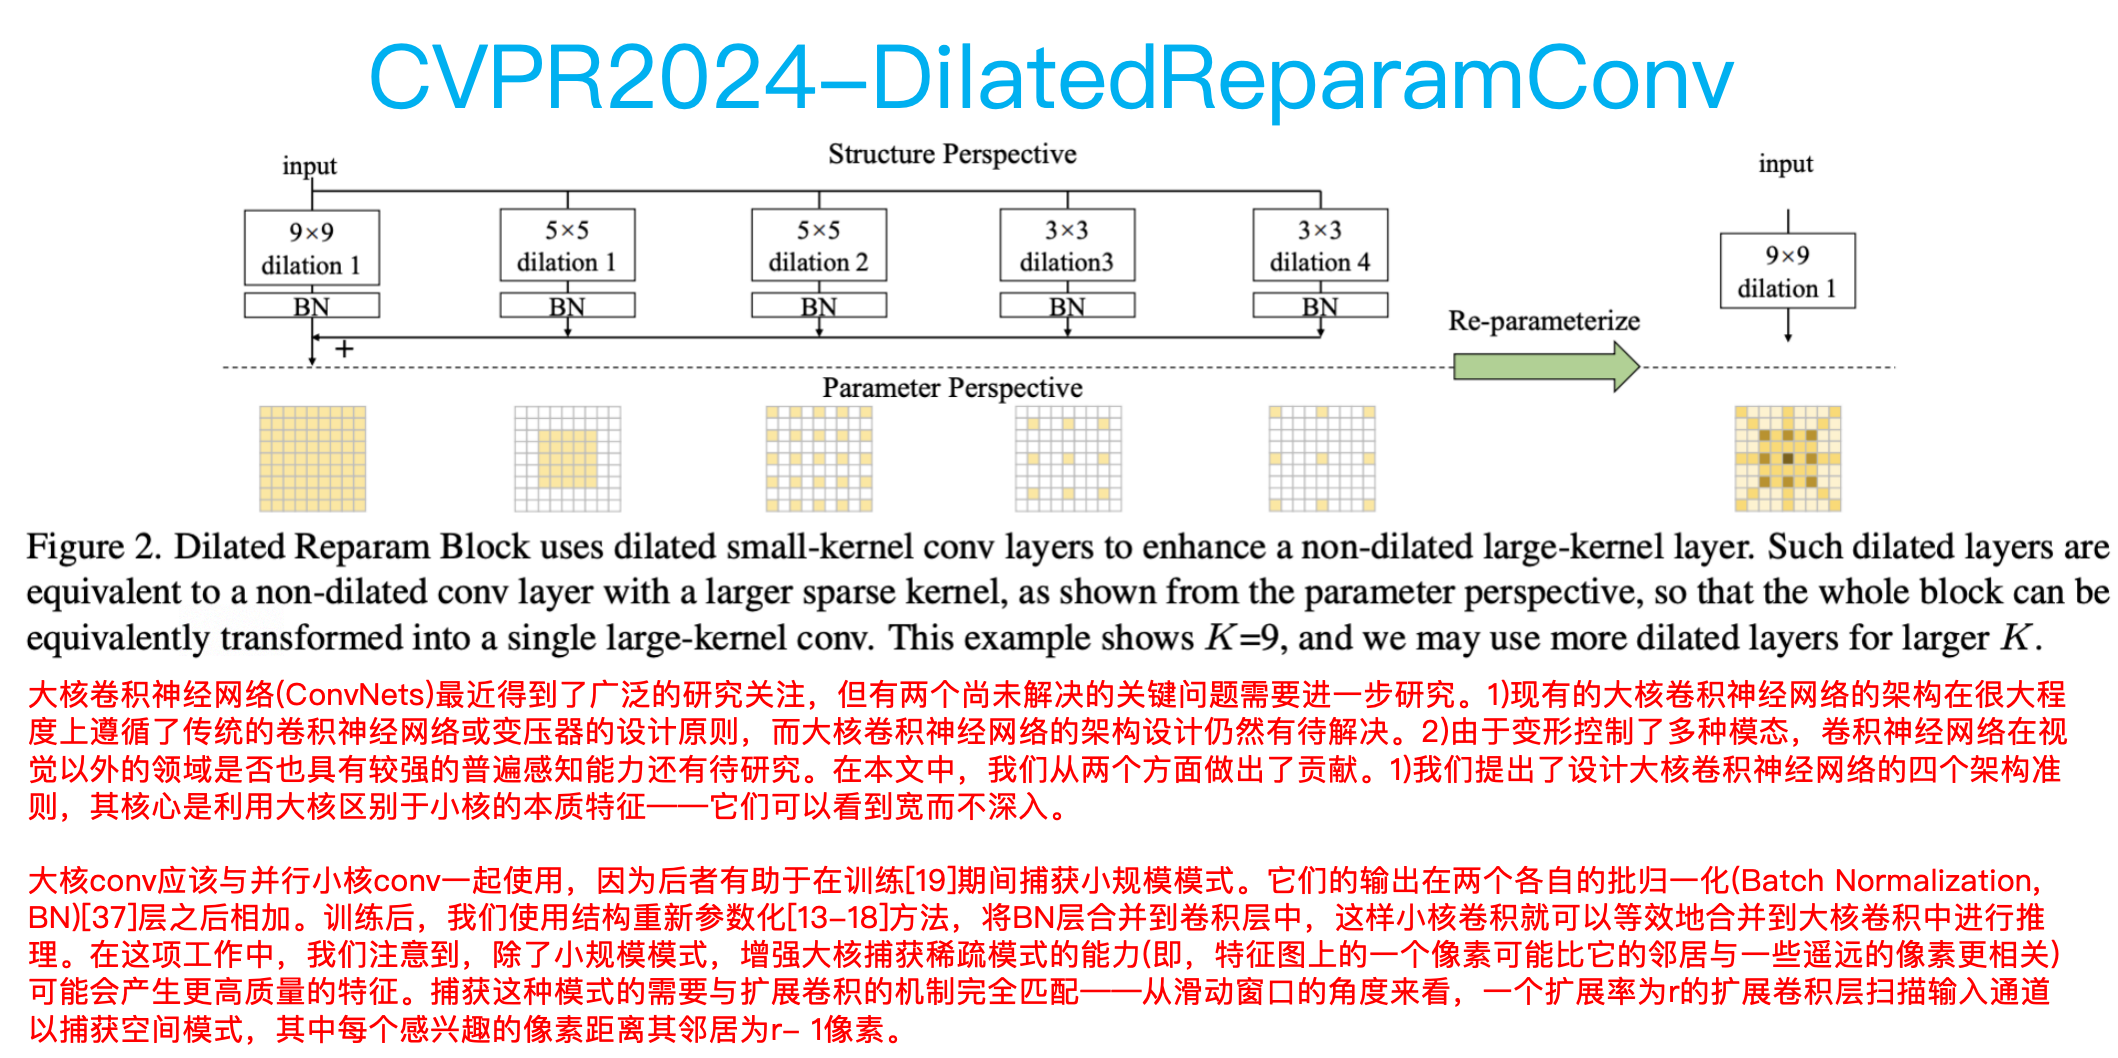 CVPR2024-DilatedReparamConv
Structure Perspective
input
input
9×9
dilation 1
5×5
dilation 1
5×5
dilation 2
3×3
dilation3
3×3
dilation 4
9×9
dilation 1
BN
BN
BN
BN
BN
+
Re-parameterize
Parameter Perspective
Figure 2. Dilated Reparam Block uses dilated small-kernel conv layers to enhance a non-dilated large-kernel layer. Such dilated layers are
equivalent to a non-dilated conv layer with a larger sparse kernel, as shown from the parameter perspective, so that the whole block can be
equivalently transformed into a single large-kernel conv. This example shows K=9, and we may use more dilated layers for larger K.
大核卷积神经网络(ConvNets)最近得到了广泛的研究关注，但有两个尚未解决的关键问题需要进一步研究。1)现有的大核卷积神经网络的架构在很大程
度上遵循了传统的卷积神经网络或变压器的设计原则，而大核卷积神经网络的架构设计仍然有待解决。2)由于变形控制了多种模态，卷积神经网络在视
觉以外的领域是否也具有较强的普遍感知能力还有待研究。在本文中，我们从两个方面做出了贡献。1)我们提出了设计大核卷积神经网络的四个架构准
则，其核心是利用大核区别于小核的本质特征——它们可以看到宽而不深入。
大核conv应该与并行小核conv一起使用，因为后者有助于在训练[19]期间捕获小规模模式。它们的输出在两个各自的批归一化(Batch Normalization,
BN)[37]层之后相加。训练后，我们使用结构重新参数化[13-18]方法，将BN层合并到卷积层中，这样小核卷积就可以等效地合并到大核卷积中进行推
理。在这项工作中，我们注意到，除了小规模模式，增强大核捕获稀疏模式的能力(即，特征图上的一个像素可能比它的邻居与一些遥远的像素更相关)
可能会产生更高质量的特征。捕获这种模式的需要与扩展卷积的机制完全匹配——从滑动窗口的角度来看，一个扩展率为r的扩展卷积层扫描输入通道
以捕获空间模式，其中每个感兴趣的像素距离其邻居为r- 1像素。